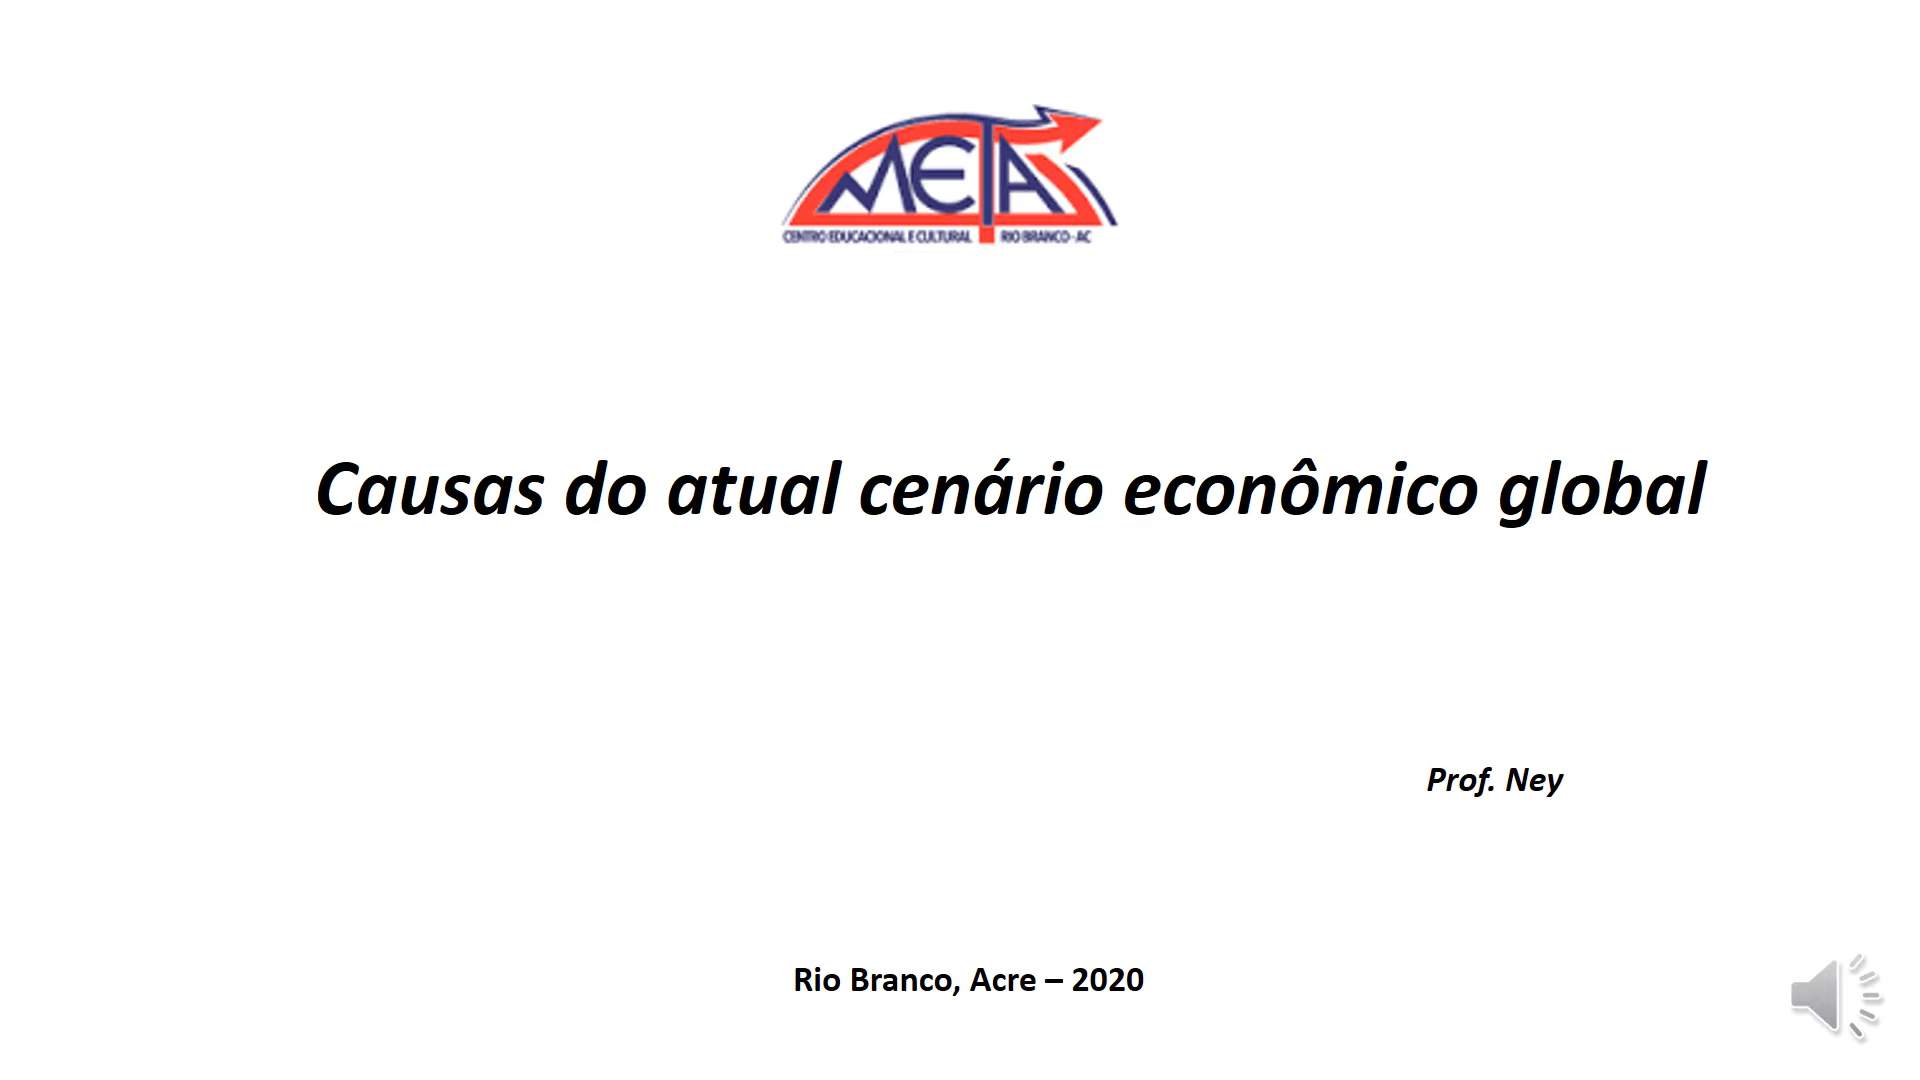 META
CENTRO EDUCACIONAL E CULTURAL RIO BRANCO-AC
Causas do atual cenário econômico global
Prof. Ney
Rio Branco, Acre – 2020